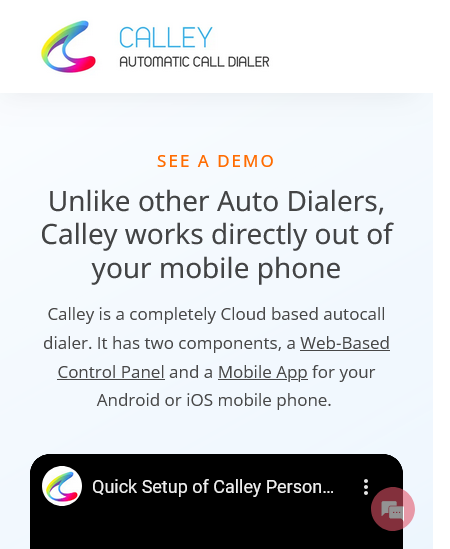 CALLEY
AUTOMATIC CALL DIALER
SEE A DEMO
Unlike other Auto Dialers,
Calley works directly out of
your mobile phone
Calley is a completely Cloud based autocall
dialer. It has two components, a Web-Based
Control Panel and a Mobile App for your
Android or iOS mobile phone.
Quick Setup of Calley Person...